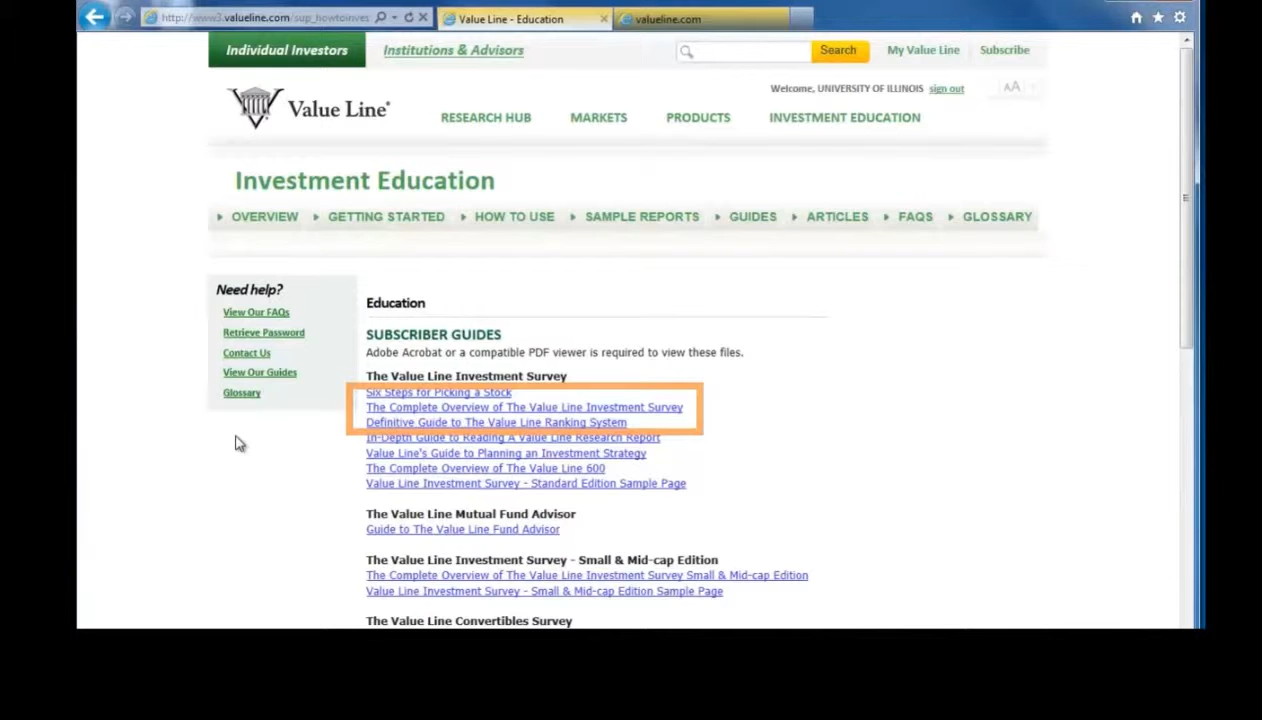 http://www3.valueline.com/sup_howtoinves
Value Line - Education
valueline.com
Individual Investors
Institutions & Advisors
Search
My Value Line
Subscribe
Welcome, UNIVERSITY OF ILLINOIS sign out
AA
Value Line®
RESEARCH HUB
MARKETS
PRODUCTS
INVESTMENT EDUCATION
Investment Education
OVERVIEW
GETTING STARTED
HOW TO USE
SAMPLE REPORTS
GUIDES
ARTICLES
FAQS
GLOSSARY
Need help?
View Our FAQs
Retrieve Password
Contact Us
View Our Guides
Glossary
Education
SUBSCRIBER GUIDES
Adobe Acrobat or a compatible PDF viewer is required to view these files.
The Value Line Investment Survey
Six Steps for Picking a Stock
The Complete Overview of The Value Line Investment Survey
Definitive Guide to The Value Line Ranking System
In-Depth Guide to Reading A Value Line Research Report
Value Line's Guide to Planning an Investment Strategy
The Complete Overview of The Value Line 600
Value Line Investment Survey - Standard Edition Sample Page
The Value Line Mutual Fund Advisor
Guide to The Value Line Fund Advisor
The Value Line Investment Survey - Small & Mid-cap Edition
The Complete Overview of The Value Line Investment Survey Small & Mid-cap Edition
Value Line Investment Survey - Small & Mid-cap Edition Sample Page
The Value Line Convertibles Survey